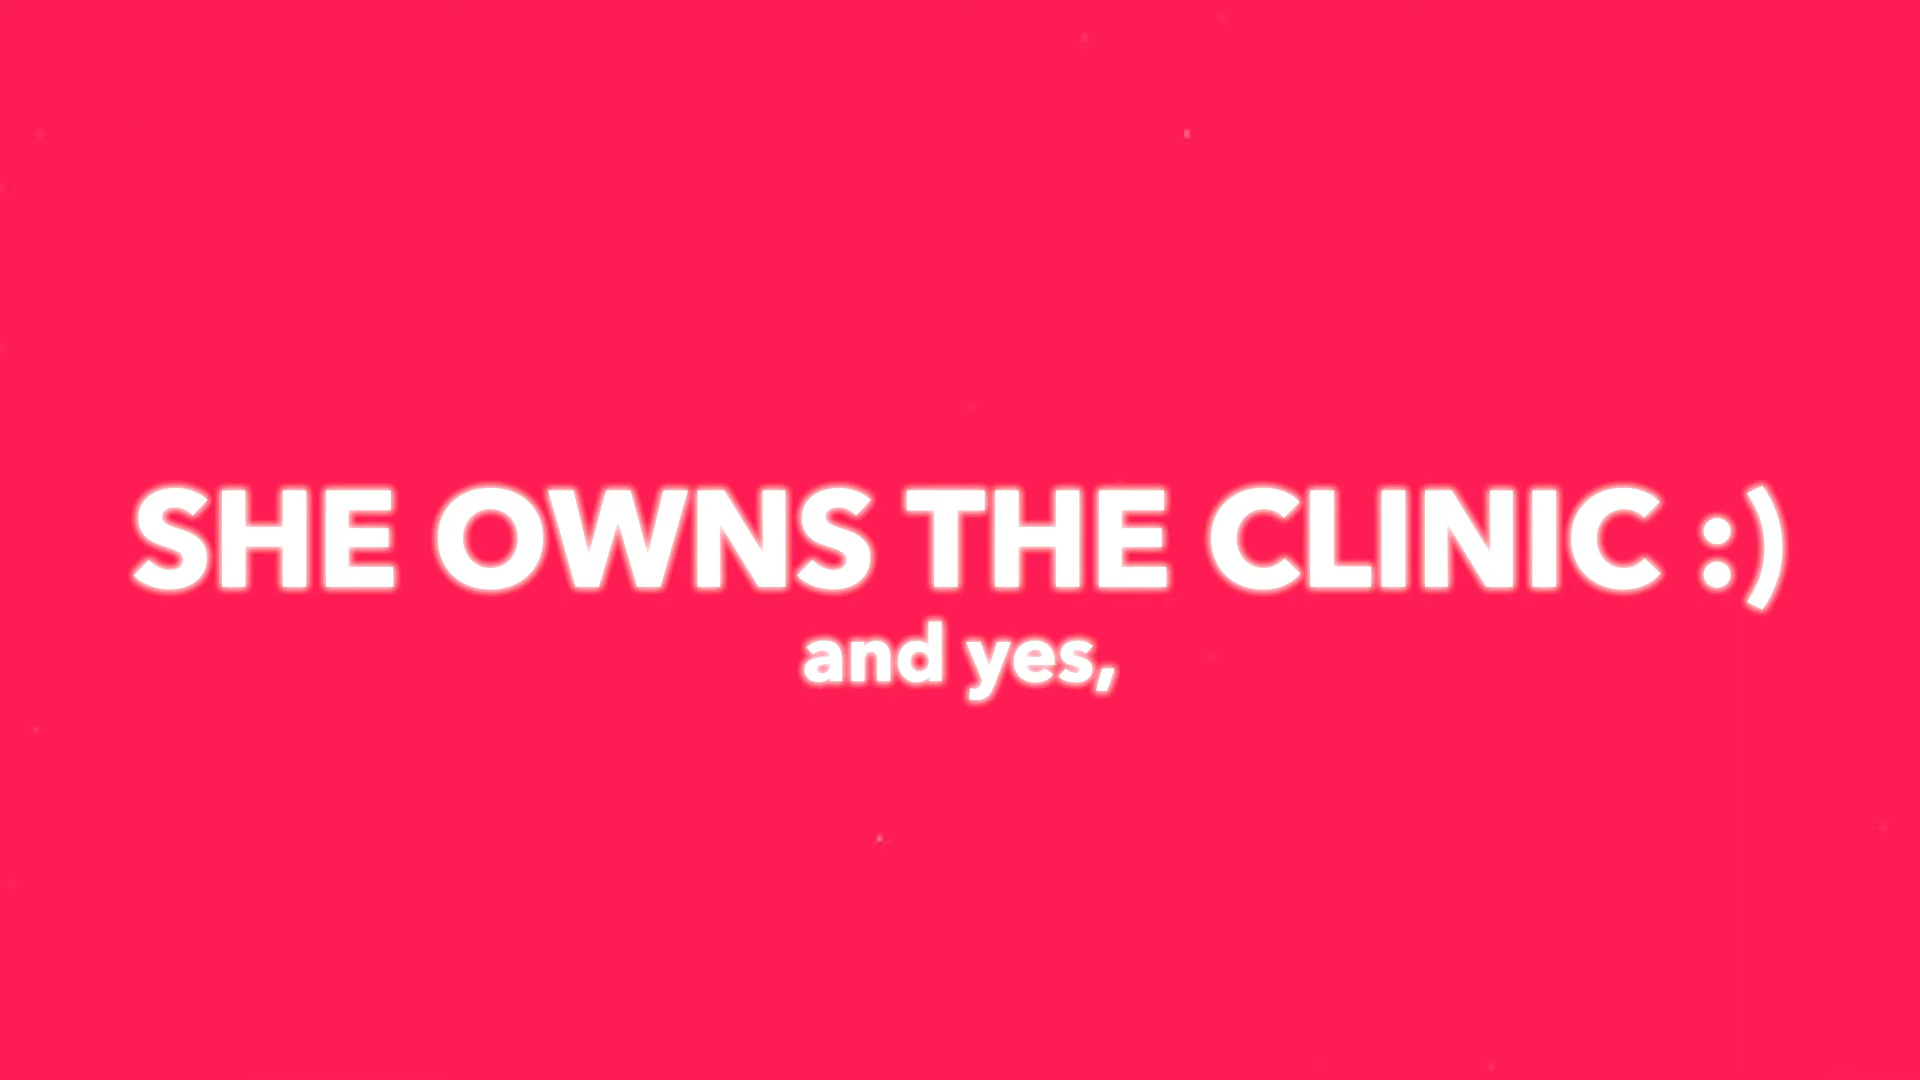 SHE OWNS THE CLINIC :)
and yes,